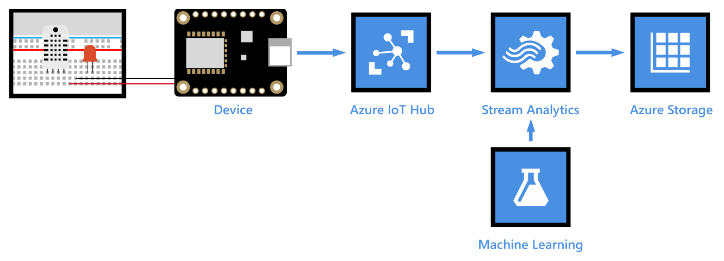 Device
Azure IoT Hub
Stream Analytics
Azure Storage
Machine Learning